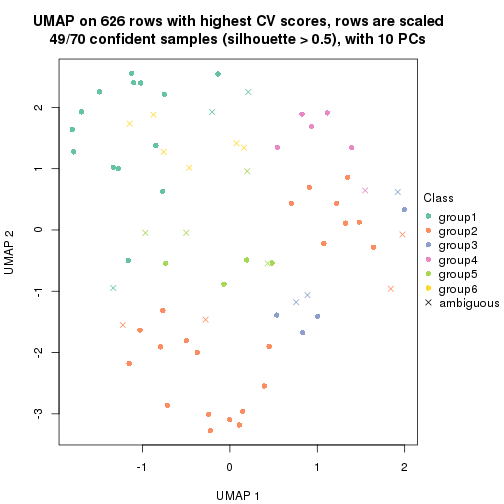 UMAP on 626 rows with highest CV scores, rows are scaled
49/70 confident samples (silhouette > 0.5), with 10 PCs
2
1
0
-1
-2
-3
UMAP 2
-1
0
1
2
UMAP 1
Class
group1
group2
group3
group4
group5
group6
ambiguous